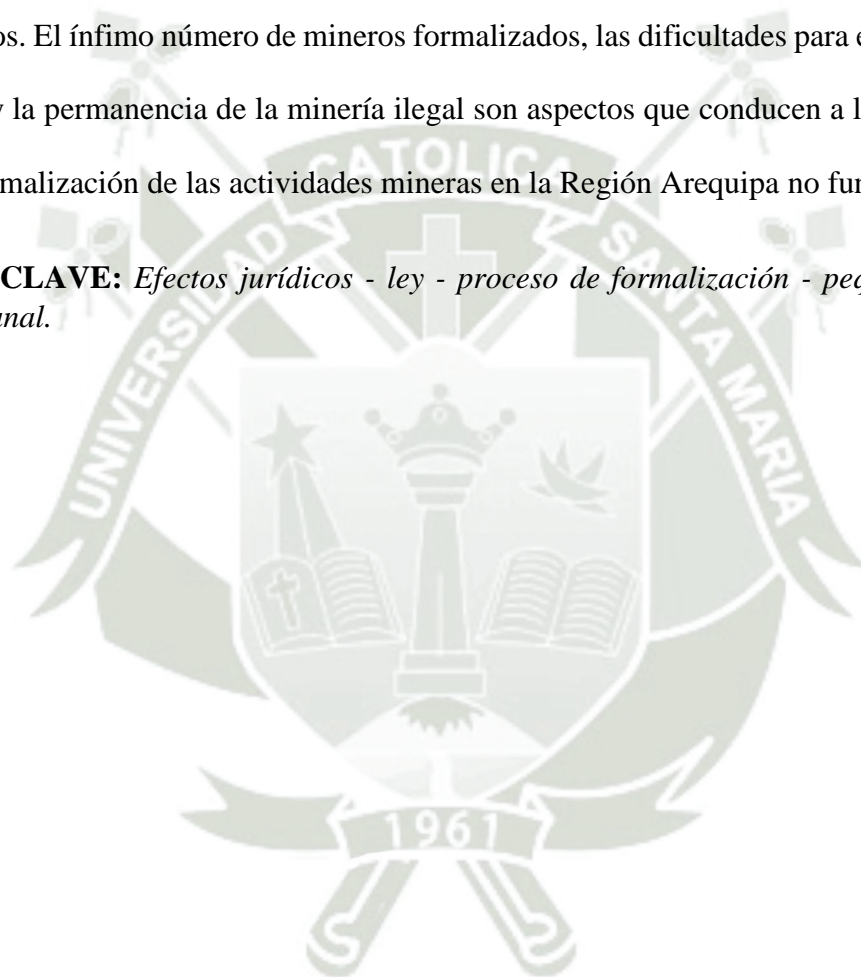 os. El ínfimo número de mineros formalizados, las dificultades para e
y la permanencia de la minería ilegal son aspectos que conducen a l
malización de las actividades mineras en la Región Arequipa no fu
CLAVE: Efectos jurídicos - ley - proceso de formalización - peq
anal.
UNIVERSIDAD CATOLICA SANTA MARIA
1961